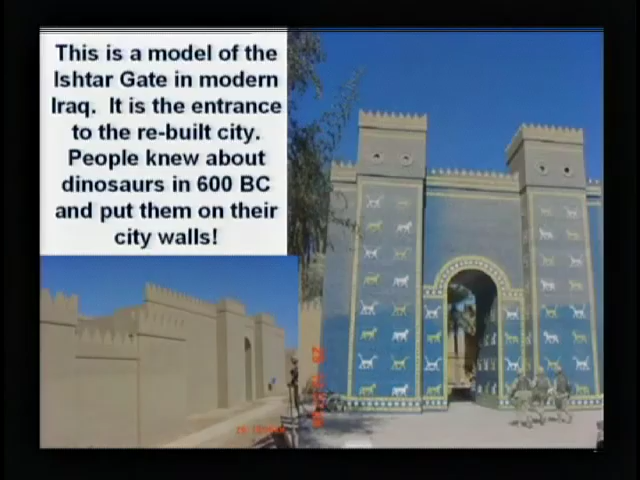 This is a model of the
Ishtar Gate in modern
Iraq.  It is the entrance
to the re-built city.
People knew about
dinosaurs in 600 BC
and put them on their
city walls!